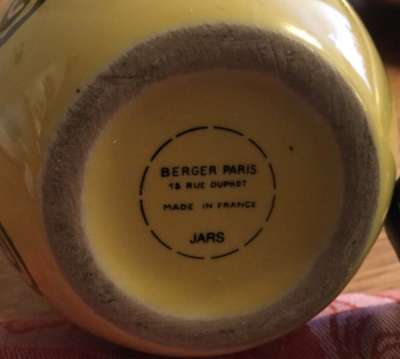 BERGER PARIS
18 RUE DUPHOT
MADE IN FRANCE
JARS